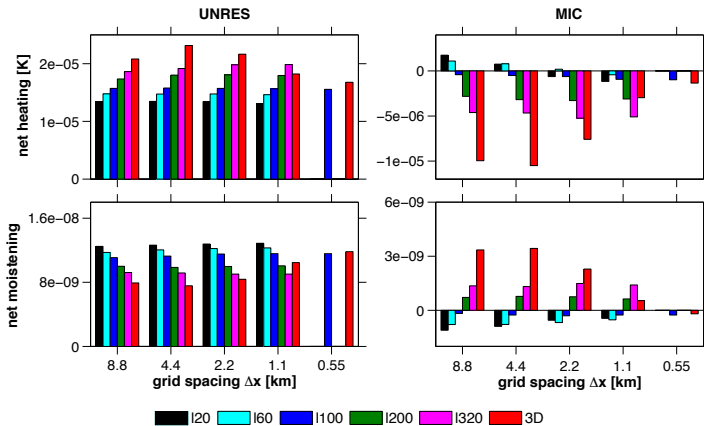 UNRES
MIC
net heating [K]
2e−05
1e−05
0
0
−5e−06
−1e−05
net moistening
1.6e−08
8e−09
0
6e−09
3e−09
0
8.8 4.4 2.2 1.1 0.55
grid spacing Δx [km]
8.8 4.4 2.2 1.1 0.55
grid spacing Δx [km]
l20 l60 l100 l200 l320 3D